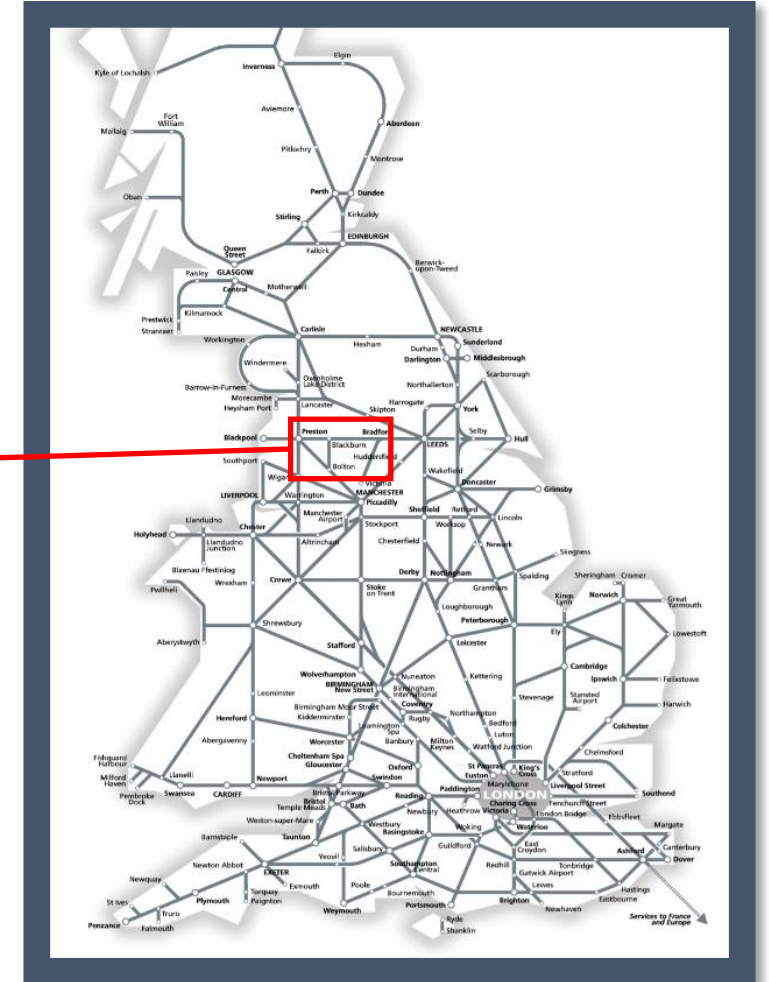 Elgin
Inverness
Kyle of Lochalsh
Aviemore
Fort
William
Mallaig
Aberdeen
Pitlochry
Montrose
Perth
Dundee
Oban
Stirling
Kirkcaldy
EDINBURGH
Queen
Street
Falkirk
Berwick-
upon-Tweed
Paisley
GLASGOW
Central
Motherwell
Prestwick
Kilmarnock
Stranraer
Carlisle
NEWCASTLE
Workington
Hexham
Durham
Sunderland
Darlington
Middlesbrough
Windermere
Oxenholme
Lake District
Scarborough
Barrow-in-Furness
Northallerton
Morecambe
Heysham Port
Lancaster
Harrogate
York
Skipton
Blackpool
Preston
Bradford
Blackburn
LEEDS
Selby
Hull
Southport
Huddersfield
Bolton
Wigan
Wakefield
Victoria
MANCHESTER
Piccadilly
Doncaster
Grimsby
LIVERPOOL
Warrington
Manchester
Airport
Sheffield
Retford
Llandudno
Stockport
Worksop
Lincoln
Holyhead
Chester
Llandudno
Junction
Altrincham
Chesterfield
Newark
Skegness
Blaenau Ffestiniog
Pwllheli
Wrexham
Crewe
Stoke
on Trent
Derby
Nottingham
Grantham
Spalding
Sheringham
Cromer
Kings
Lynn
Norwich
Great
Yarmouth
Loughborough
Peterborough
Ely
Lowestoft
Aberystwyth
Shrewsbury
Stafford
Leicester
Wolverhampton
BIRMINGHAM
New Street
Nuneaton
Birmingham
International
Kettering
Cambridge
Ipswich
Felixstowe
Leominster
Birmingham Moor Street
Kidderminster
Coventry
Rugby
Northampton
Stevenage
Stansted
Airport
Harwich
Hereford
Leamington
Spa
Bedford
Colchester
Abergavenny
Worcester
Banbury
Milton
Keynes
Luton
Watford Junction
Chelmsford
Fishguard
Harbour
Cheltenham Spa
Gloucester
Oxford
St Pancras
King's
Cross
Euston
Stratford
Milford
Haven
Llanelli
Swindon
Marylebone
Liverpool Street
Pembroke
Dock
Swansea
CARDIFF
Newport
Bristol Parkway
Reading
Paddington
LONDON
Southend
Bristol
Temple Meads
Bath
Newbury
Heathrow
Victoria
Charing Cross
Fenchurch Street
London Bridge
Ebbsfleet
Weston-super-Mare
Westbury
Basingstoke
Woking
Waterloo
Margate
Barnstaple
Taunton
Salisbury
Guildford
East
Croydon
Canterbury
Newton Abbot
Yeovil
Southampton
Central
Redhill
Tonbridge
Ashford
Dover
EXETER
Gatwick Airport
Newquay
Exmouth
Poole
Bournemouth
Lewes
Hastings
St Ives
Plymouth
Torquay
Paignton
Weymouth
Portsmouth
Brighton
Newhaven
Eastbourne
Truro
Penzance
Falmouth
Ryde
Shanklin
Services to France
and Europe